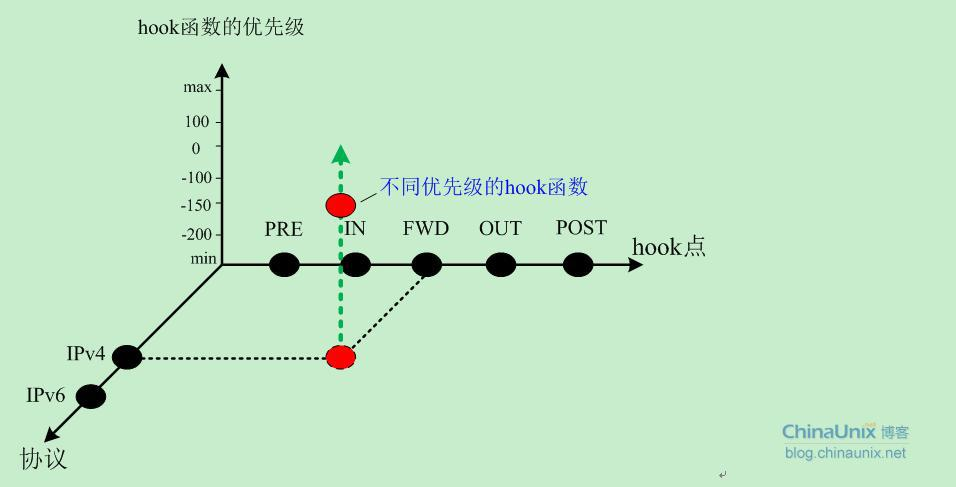 hook函数的优先级
max
100
0
-100
-150
-200
min
不同优先级的hook函数
PRE
IN
FWD
OUT
POST
hook点
IPv4
IPv6
协议
ChinaUnix.net 博客
blog.chinaunix.net